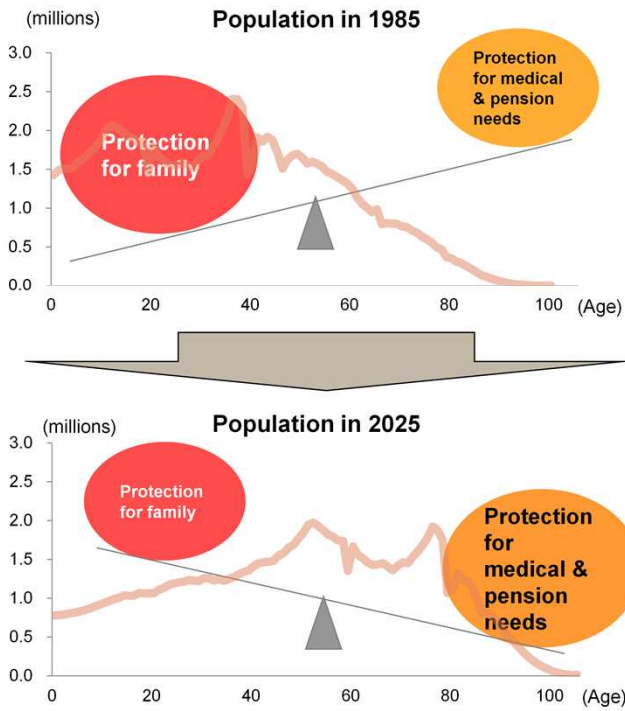 Population in 1985
(millions)
3.0
2.5
2.0
1.5
1.0
0.5
0.0
Protection
for family
Protection
for medical
& pension
needs
0 20 40 60 80 100 (Age)
Population in 2025
(millions)
3.0
2.5
2.0
1.5
1.0
0.5
0.0
Protection
for family
Protection
for
medical &
pension
needs
0 20 40 60 80 100 (Age)